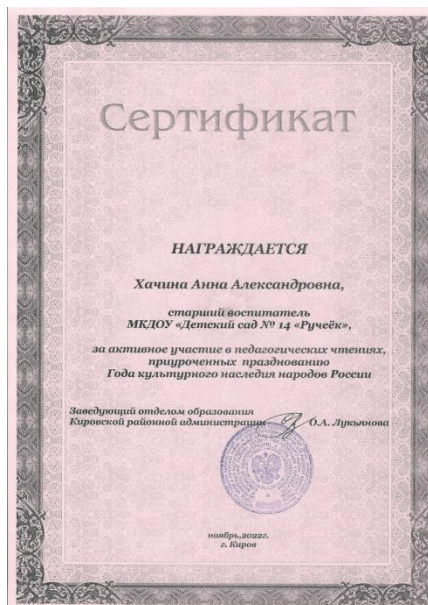 Сертификат
НАГРАЖДАЕТСЯ
Хачина Анна Александровна,
старший воспитатель
МКДОУ «Детский сад № 14 «Ручеёк»,
за активное участие в педагогических чтениях,
приуроченных празднованию
Года культурного наследия народов России
Заведующий отделом образования
Кировской районной администрации О.А. Лукьянова
ноябрь,2022г.
г. Киров